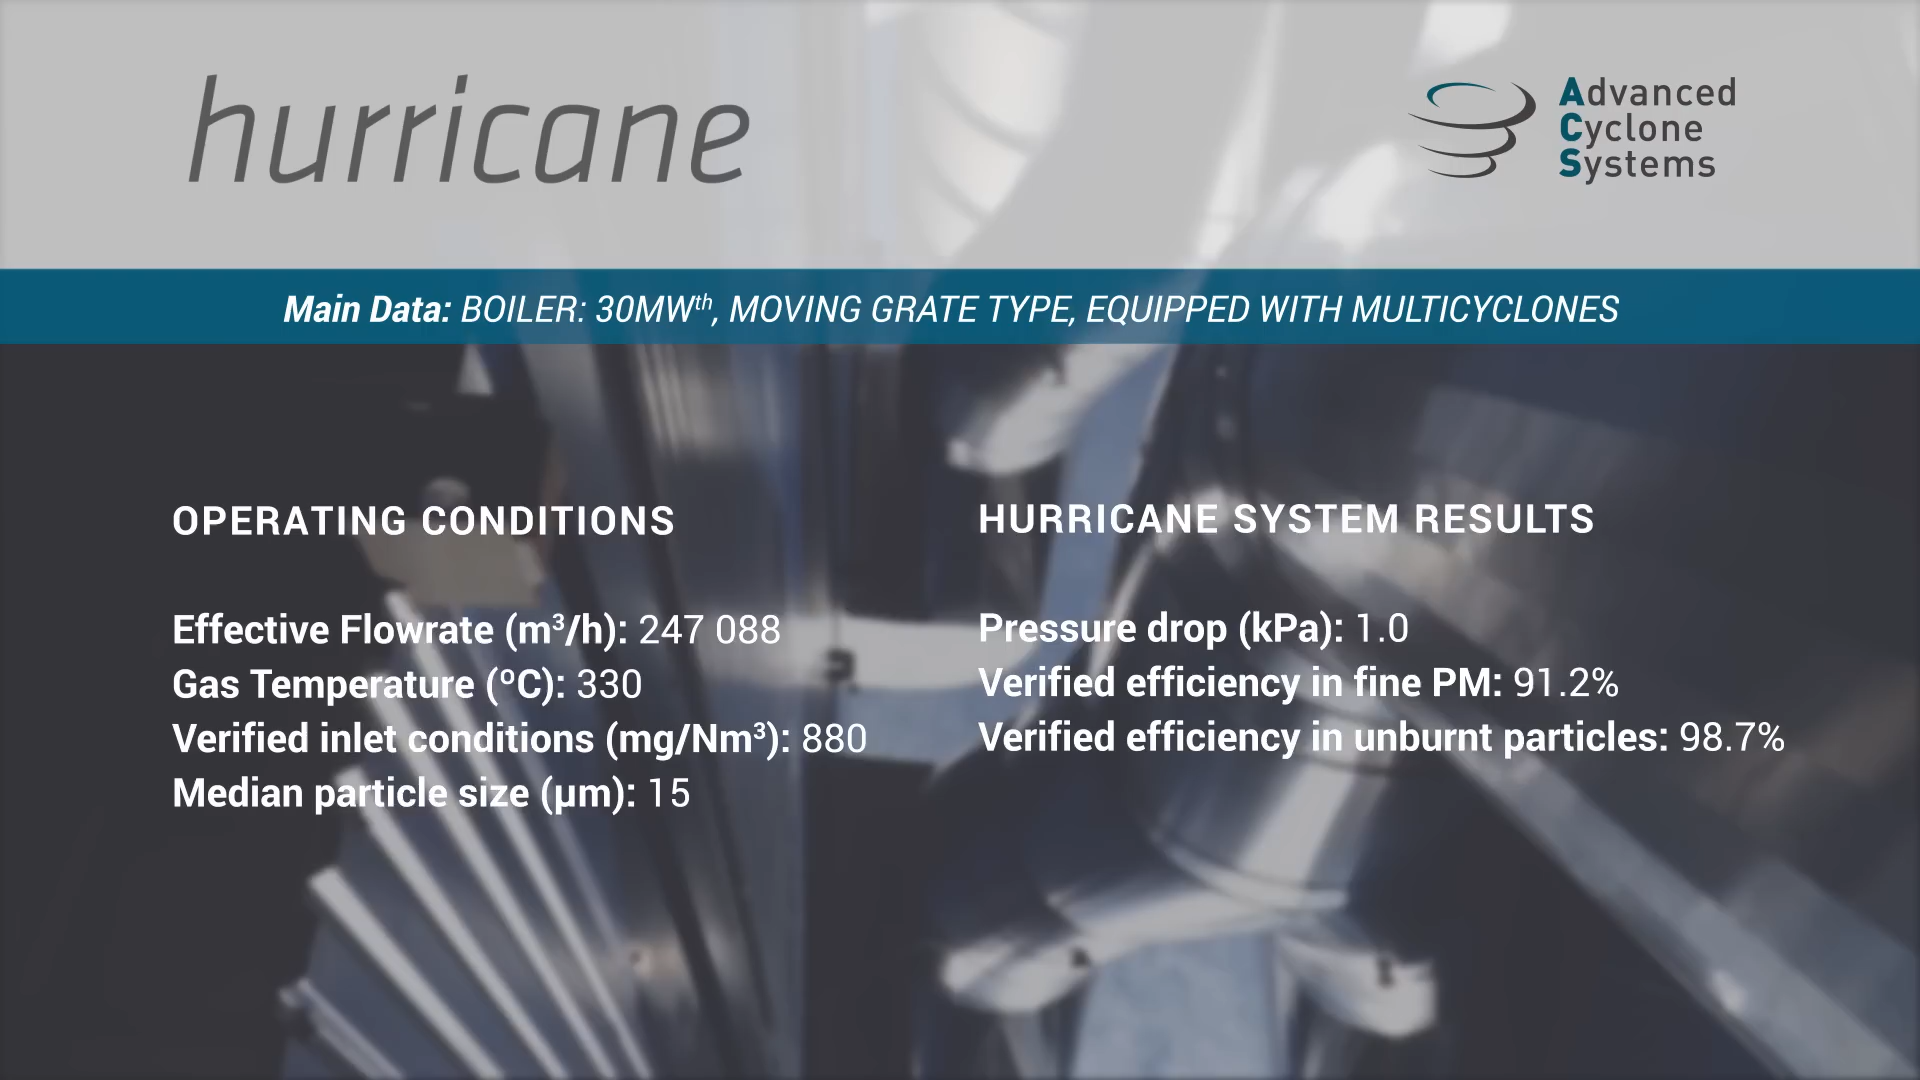 hurricane
Advanced
Cyclone
Systems
Main Data: BOILER: 30MWᵗʰ, MOVING GRATE TYPE, EQUIPPED WITH MULTICYCLONES
OPERATING CONDITIONS
Effective Flowrate (m³/h): 247 088
Gas Temperature (ºC): 330
Verified inlet conditions (mg/Nm³): 880
Median particle size (µm): 15
HURRICANE SYSTEM RESULTS
Pressure drop (kPa): 1.0
Verified efficiency in fine PM: 91.2%
Verified efficiency in unburnt particles: 98.7%